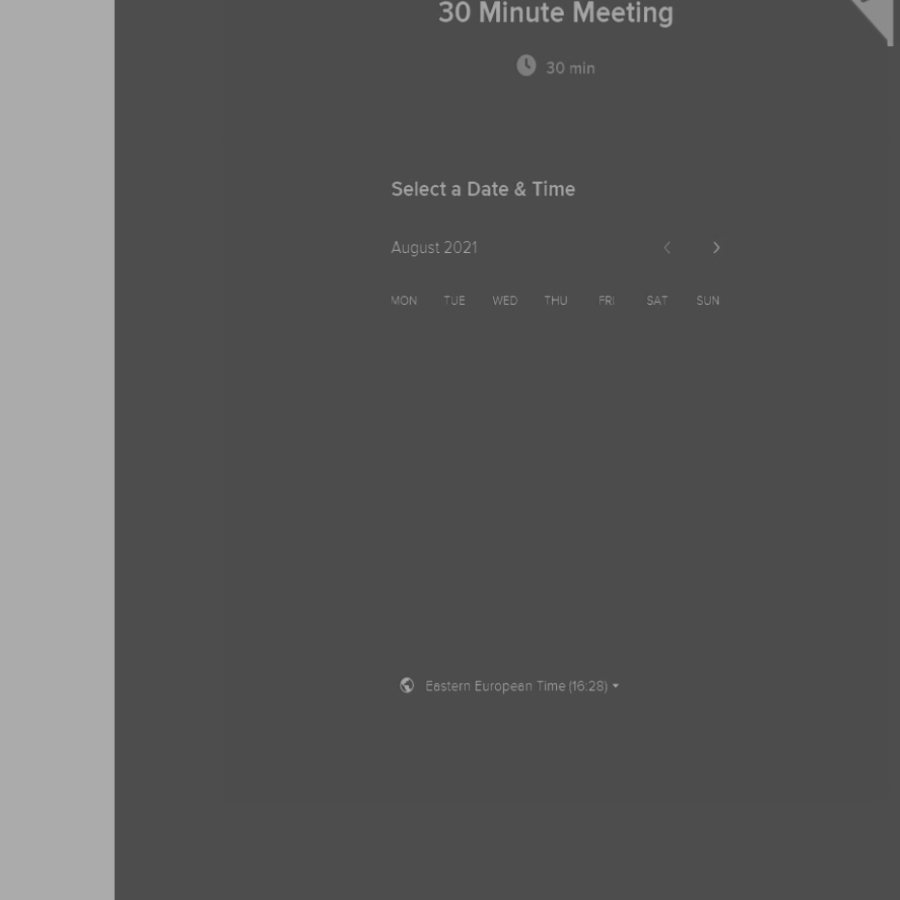 30 Minute Meeting
30 min
Select a Date & Time
August 2021
MON TUE WED THU FRI SAT SUN
Eastern European Time (16:28)